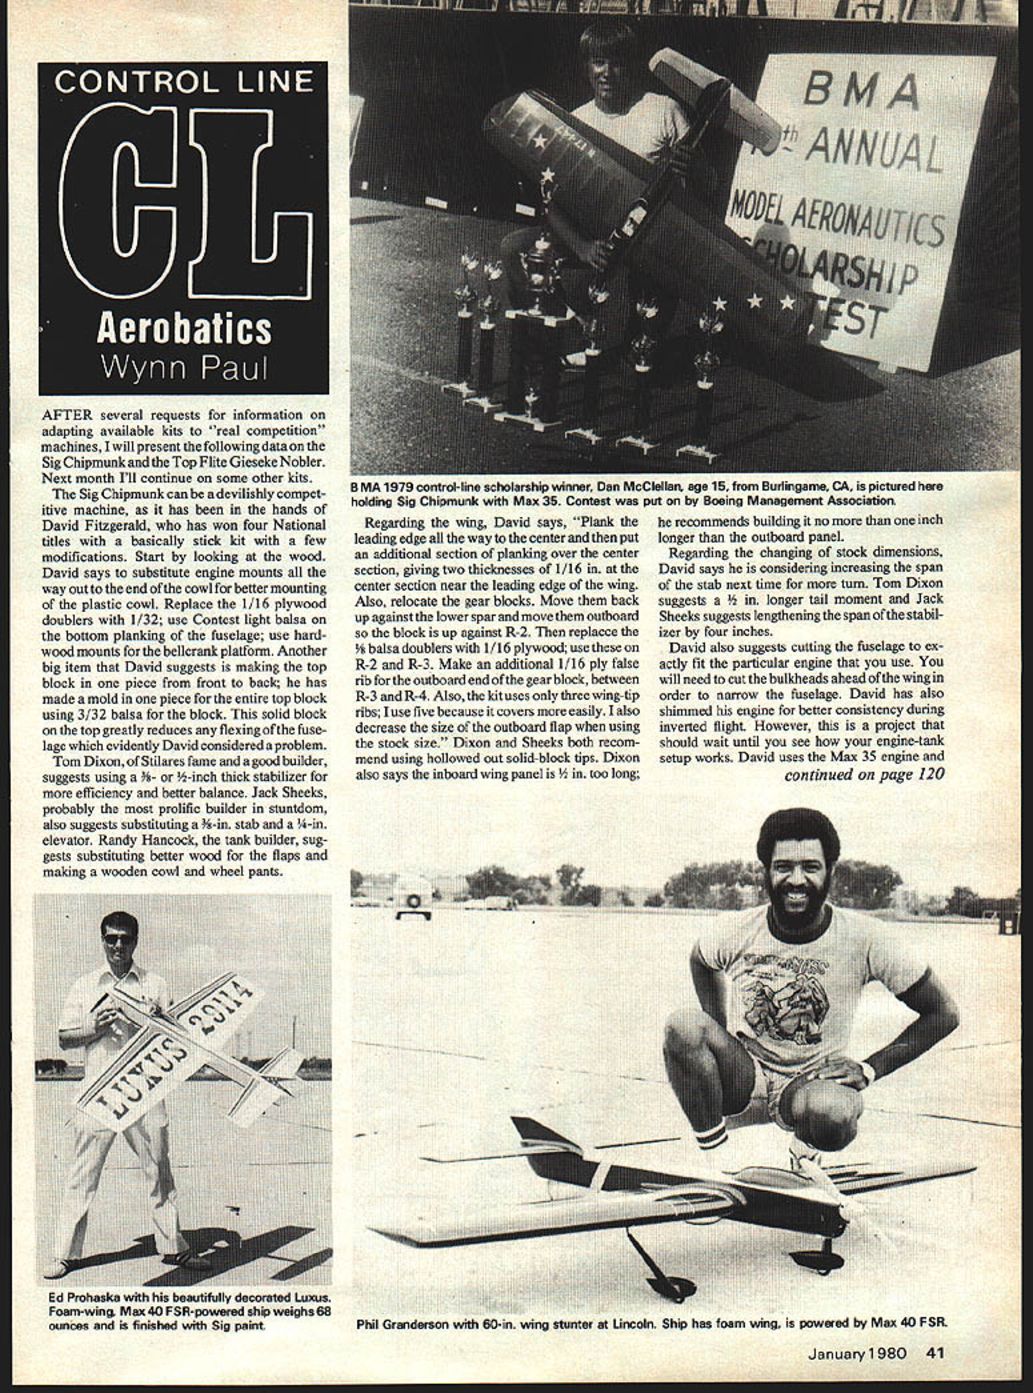 CONTROL LINE
CL
Aerobatics
Wynn Paul
BMA
th ANNUAL
MODEL AERONAUTICS
SCHOLARSHIP
TEST
BMA 1979 control-line scholarship winner, Dan McClellan, age 15, from Burlingame, CA, is pictured here
holding Sig Chipmunk with Max 35. Contest was put on by Boeing Management Association.
AFTER several requests for information on
adapting available kits to "real competition"
machines, I will present the following data on the
Sig Chipmunk and the Top Flite Gieseke Nobler.
Next month I'll continue on some other kits.
The Sig Chipmunk can be a devilishly compet-
itive machine, as it has been in the hands of
David Fitzgerald, who has won four National
titles with a basically stick kit with a few
modifications. Start by looking at the wood.
David says to substitute engine mounts all the
way out to the end of the cowl for better mounting
of the plastic cowl. Replace the 1/16 plywood
doublers with 1/32; use Contest light balsa on
the bottom planking of the fuselage; use hard-
wood mounts for the bellcrank platform. Another
big item that David suggests is making the top
block in one piece from front to back; he has
made a mold in one piece for the entire top block
using 3/32 balsa for the block. This solid block
on the top greatly reduces any flexing of the fuse-
lage which evidently David considered a problem.
Tom Dixon, of Stilares fame and a good builder,
suggests using a ⅜- or ½-inch thick stabilizer for
more efficiency and better balance. Jack Sheeks,
probably the most prolific builder in stuntdom,
also suggests substituting a ⅜-in. stab and a ¼-in.
elevator. Randy Hancock, the tank builder, sug-
gests substituting better wood for the flaps and
making a wooden cowl and wheel pants.
Regarding the wing, David says, "Plank the
leading edge all the way to the center and then put
an additional section of planking over the center
section, giving two thicknesses of 1/16 in. at the
center section near the leading edge of the wing.
Also, relocate the gear blocks. Move them back
up against the lower spar and move them outboard
so the block is up against R-2. Then replacce the
⅛ balsa doublers with 1/16 plywood; use these on
R-2 and R-3. Make an additional 1/16 ply false
rib for the outboard end of the gear block, between
R-3 and R-4. Also, the kit uses only three wing-tip
ribs; I use five because it covers more easily. I also
decrease the size of the outboard flap when using
the stock size." Dixon and Sheeks both recom-
mend using hollowed out solid-block tips. Dixon
also says the inboard wing panel is ½ in. too long;
he recommends building it no more than one inch
longer than the outboard panel.
Regarding the changing of stock dimensions,
David says he is considering increasing the span
of the stab next time for more turn. Tom Dixon
suggests a ½ in. longer tail moment and Jack
Sheeks suggests lengthening the span of the stabil-
izer by four inches.
David also suggests cutting the fuselage to ex-
actly fit the particular engine that you use. You
will need to cut the bulkheads ahead of the wing in
order to narrow the fuselage. David has also
shimmed his engine for better consistency during
inverted flight. However, this is a project that
should wait until you see how your engine-tank
setup works. David uses the Max 35 engine and
continued on page 120
LUXUS
29114
Ed Prohaska with his beautifully decorated Luxus.
Foam-wing, Max 40 FSR-powered ship weighs 68
ounces and is finished with Sig paint.
Phil Granderson with 60-in. wing stunter at Lincoln. Ship has foam wing, is powered by Max 40 FSR.
January 1980 41